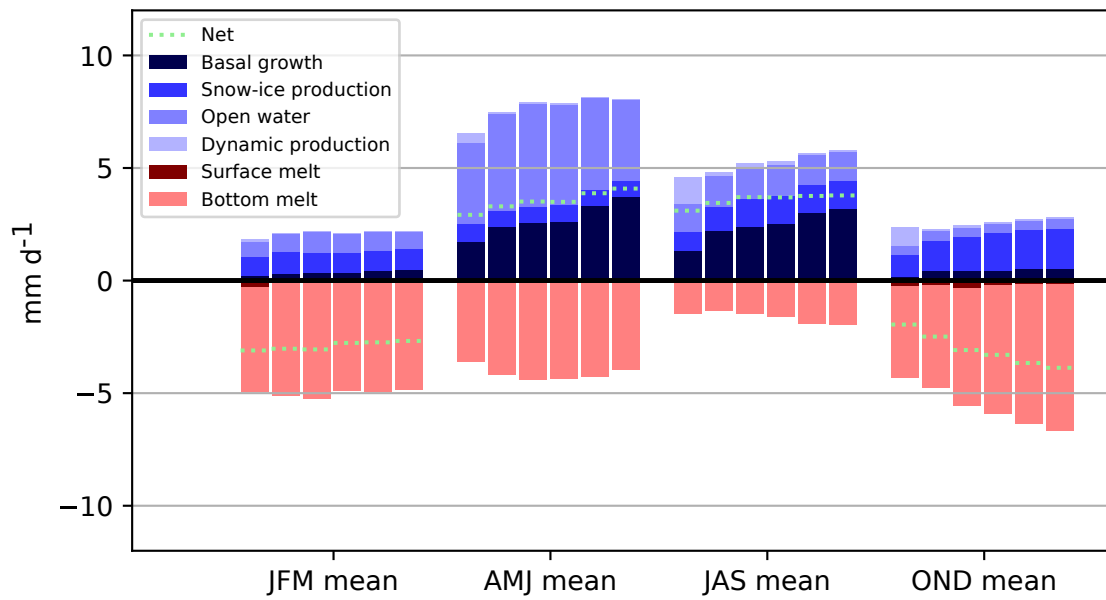 Net
Basal growth
Snow-ice production
Open water
Dynamic production
Surface melt
Bottom melt
10
5
0
−5
−10
mm d-1
JFM mean
AMJ mean
JAS mean
OND mean